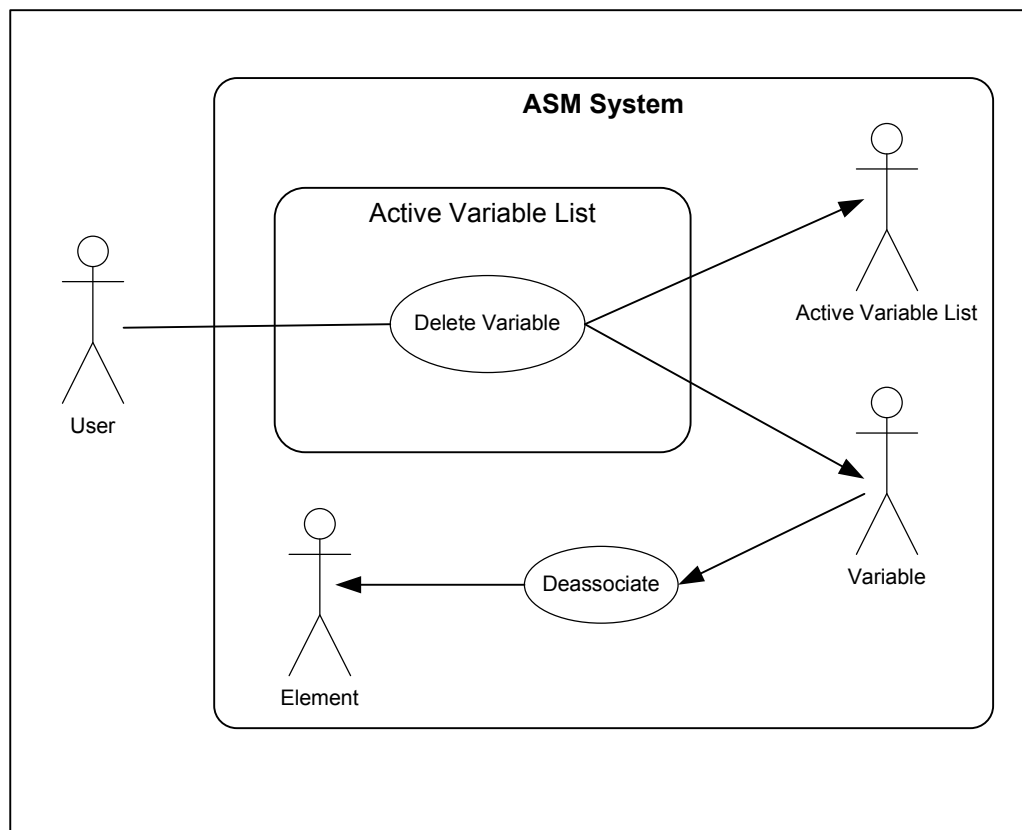 ASM System
Active Variable List
Delete Variable
Active Variable List
User
Variable
Deassociate
Element